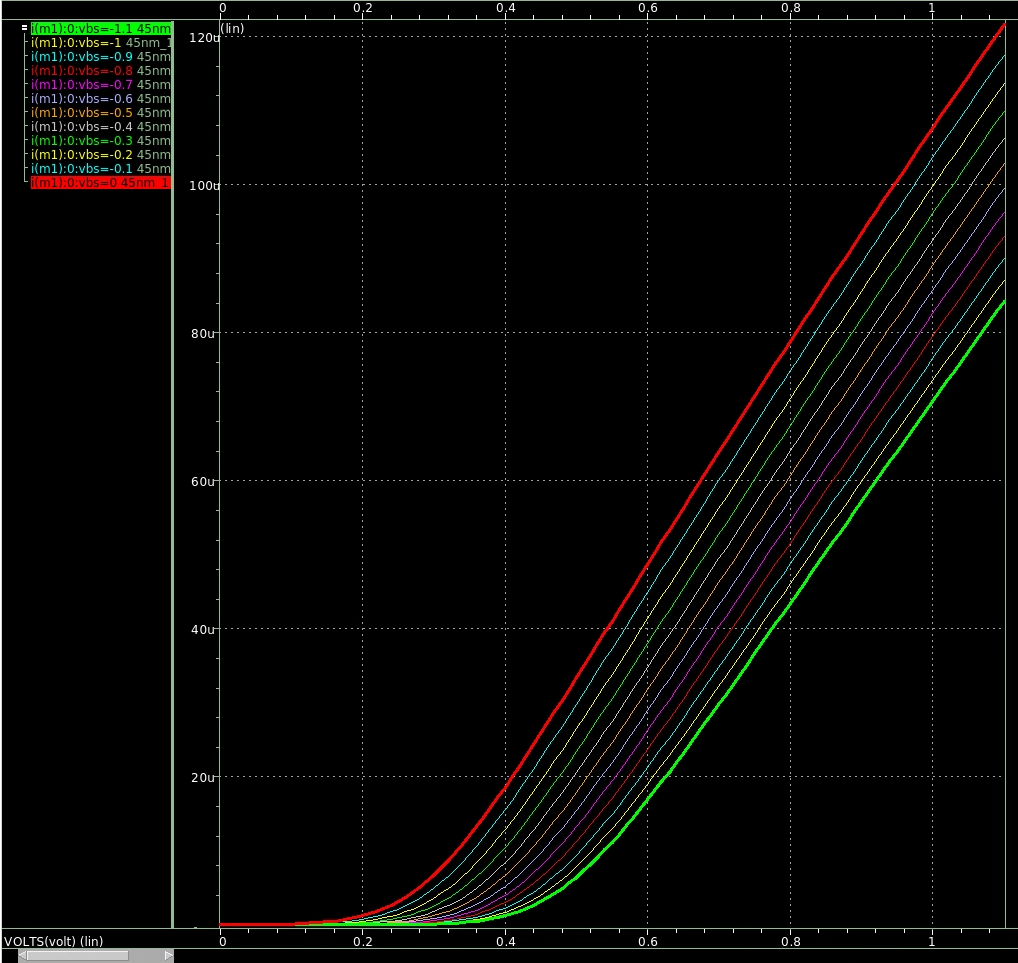 0 0.2 0.4 0.6 0.8 1
(lin)
i(m1):0:vbs=-1.1 45nm
i(m1):0:vbs=-1 45nm_1
i(m1):0:vbs=-0.9 45nm
i(m1):0:vbs=-0.8 45nm
i(m1):0:vbs=-0.7 45nm
i(m1):0:vbs=-0.6 45nm
i(m1):0:vbs=-0.5 45nm
i(m1):0:vbs=-0.4 45nm
i(m1):0:vbs=-0.3 45nm
i(m1):0:vbs=-0.2 45nm
i(m1):0:vbs=-0.1 45nm
i(m1):0:vbs=0 45nm_1
120u
100u
80u
60u
40u
20u
0 0.2 0.4 0.6 0.8 1
VOLTS(volt) (lin)